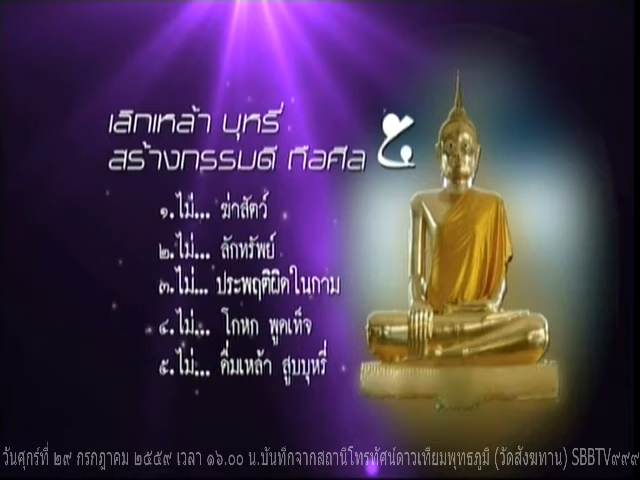 เลิกเหล้า บุหรี่
สร้างกรรมดี ถือศีล ๕
๑.ไม่... ฆ่าสัตว์
๒.ไม่... ลักทรัพย์
๓.ไม่... ประพฤติผิดในกาม
๔.ไม่... โกหก พูดเท็จ
๕.ไม่... ดื่มเหล้า สูบบุหรี่
วันศุกร์ที่ ๒๙ กรกฎาคม ๒๕๕๙ เวลา ๑๖.๐๐ น.บันทึกจากสถานีโทรทัศน์ดาวเทียมพุทธภูมิ (วัดสังฆทาน) SBBTV๙๙๙